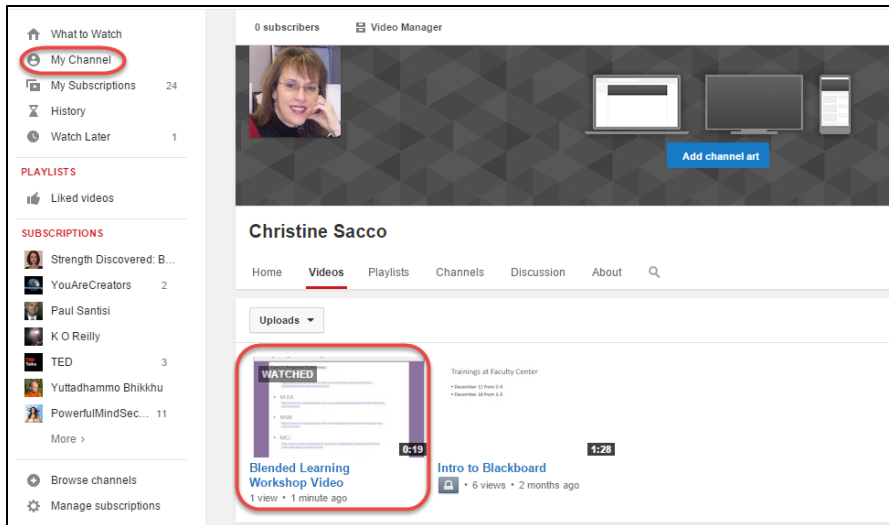 What to Watch
My Channel
My Subscriptions 24
History
Watch Later 1
PLAYLISTS
Liked videos
SUBSCRIPTIONS
Strength Discovered: B...
YouAreCreators 2
Paul Santisi
K O Reilly
TED 3
Yuttadhammo Bhikkhu
PowerfulMindSec... 11
More ›
Browse channels
Manage subscriptions
0 subscribers Video Manager
Add channel art
Christine Sacco
Home Videos Playlists Channels Discussion About
Uploads
WATCHED
• M.S.E.
• MSN
• MCJ
0:19
Blended Learning
Workshop Video
1 view • 1 minute ago
Trainings at Faculty Center
• December 11 from 2-4
• December 16 from 1-3
1:28
Intro to Blackboard
• 6 views • 2 months ago